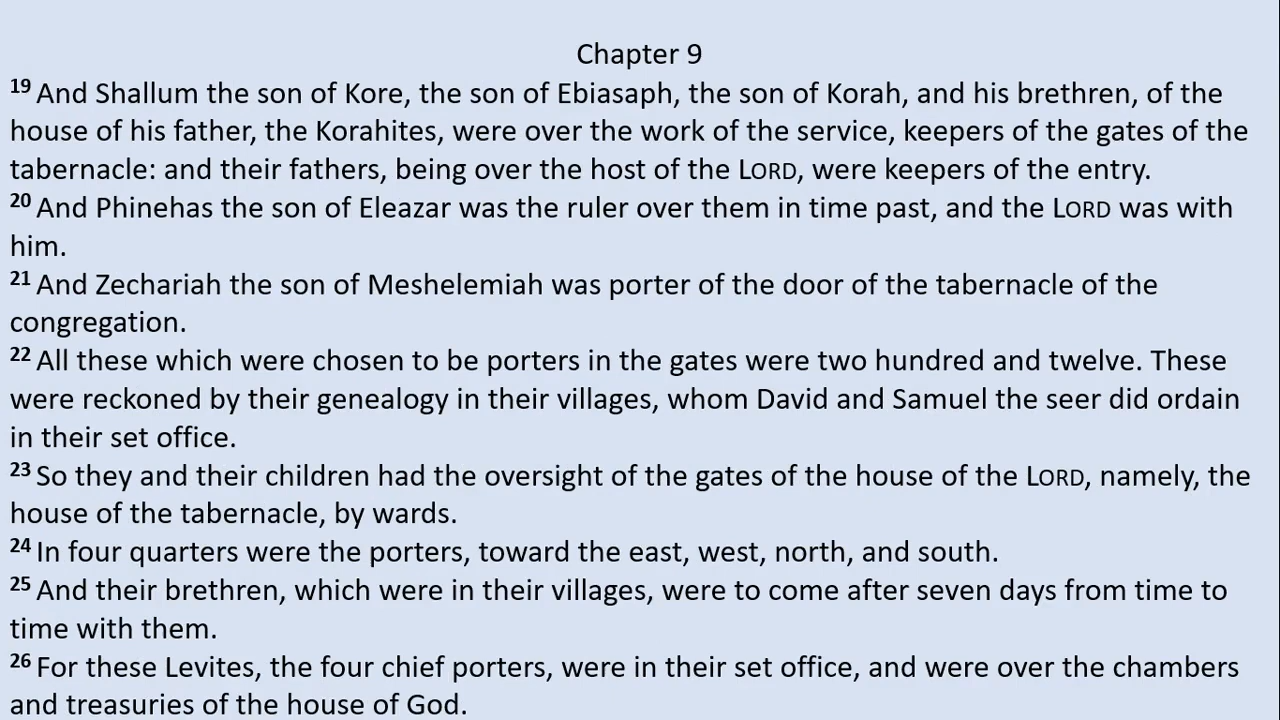 Chapter 9
19 And Shallum the son of Kore, the son of Ebiasaph, the son of Korah, and his brethren, of the
house of his father, the Korahites, were over the work of the service, keepers of the gates of the
tabernacle: and their fathers, being over the host of the LORD, were keepers of the entry.
20 And Phinehas the son of Eleazar was the ruler over them in time past, and the LORD was with
him.
21 And Zechariah the son of Meshelemiah was porter of the door of the tabernacle of the
congregation.
22 All these which were chosen to be porters in the gates were two hundred and twelve. These
were reckoned by their genealogy in their villages, whom David and Samuel the seer did ordain
in their set office.
23 So they and their children had the oversight of the gates of the house of the LORD, namely, the
house of the tabernacle, by wards.
24 In four quarters were the porters, toward the east, west, north, and south.
25 And their brethren, which were in their villages, were to come after seven days from time to
time with them.
26 For these Levites, the four chief porters, were in their set office, and were over the chambers
and treasuries of the house of God.